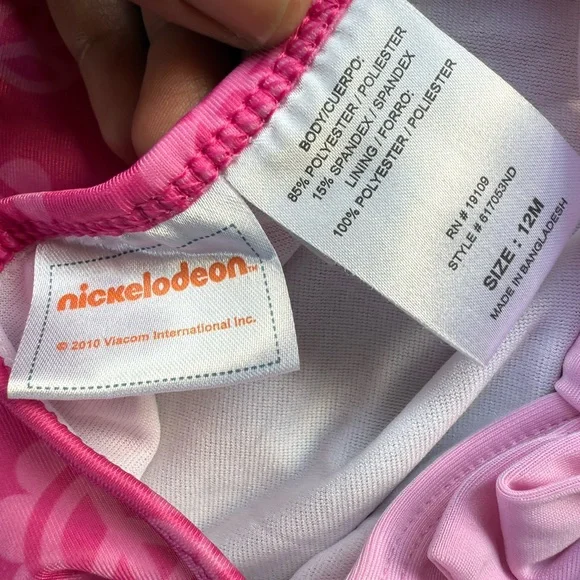 nickelodeon™
© 2010 Viacom International Inc.
BODY/CUERPO:
85% POLYESTER / POLIESTER
15% SPANDEX / SPANDEX
LINING / FORRO:
100% POLYESTER / POLIESTER
RN # 19109
STYLE # 617053ND
SIZE : 12M
MADE IN BANGLADESH